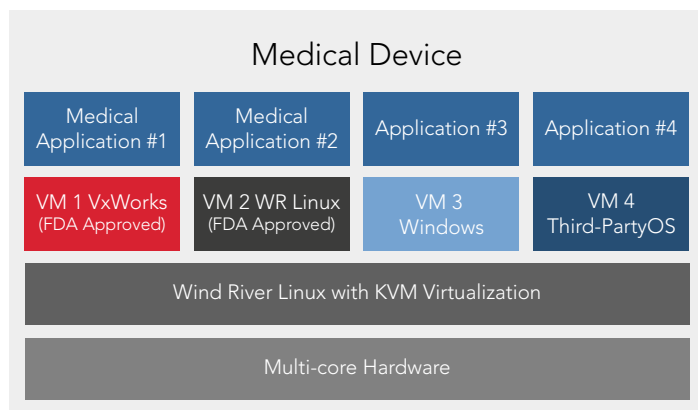 Medical Device
Medical
Application #1
Medical
Application #2
Application #3
Application #4
VM 1 VxWorks
(FDA Approved)
VM 2 WR Linux
(FDA Approved)
VM 3
Windows
VM 4
Third-PartyOS
Wind River Linux with KVM Virtualization
Multi-core Hardware